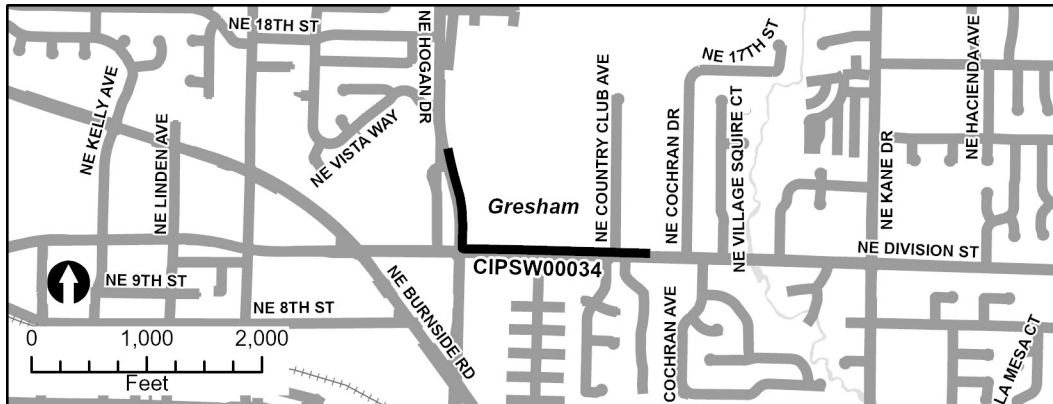 NE 18TH ST
NE HOGAN DR
NE 17TH ST
NE HACIENDA AVE
NE KELLY AVE
NE LINDEN AVE
NE VISTA WAY
NE COUNTRY CLUB AVE
NE COCHRAN DR
NE VILLAGE SQUIRE CT
NE KANE DR
Gresham
NE DIVISION ST
CIPSW00034
NE 9TH ST
NE 8TH ST
NE BURNSIDE RD
COCHRAN AVE
LA MESA CT
0 1,000 2,000
Feet